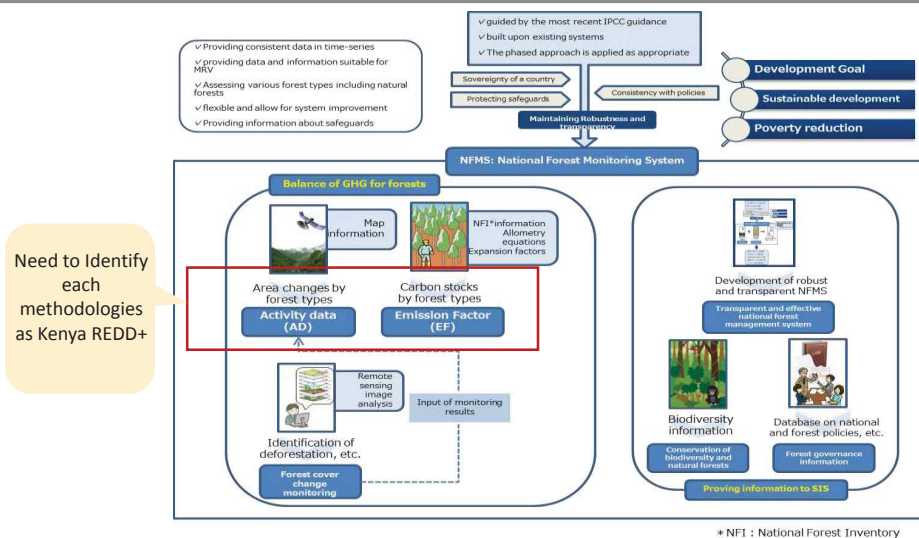 ✓Providing consistent data in time-series
✓providing data and information suitable for
MRV
✓Assessing various forest types including natural
forests
✓flexible and allow for system improvement
✓Providing information about safeguards
✓guided by the most recent IPCC guidance
✓built upon existing systems
✓The phased approach is applied as appropriate
Sovereignty of a country
Protecting safeguards
Consistency with policies
Maintaining Robustness and
transparency
Development Goal
Sustainable development
Poverty reduction
NFMS: National Forest Monitoring System
Balance of GHG for forests
Map
information
NFI*information
Allometry
equations
Expansion factors
Need to Identify
each
methodologies
as Kenya REDD+
Area changes by
forest types
Activity data
(AD)
Carbon stocks
by forest types
Emission Factor
(EF)
Remote
sensing
image
analysis
Input of monitoring
results
Identification of
deforestation, etc.
Forest cover
change
monitoring
Development of robust
and transparent NFMS
Transparent and effective
national forest
management system
LAW
Biodiversity
information
Conservation of
biodiversity and
natural forests
Database on national
and forest policies, etc.
Forest governance
information
Proving information to SIS
* NFI : National Forest Inventory